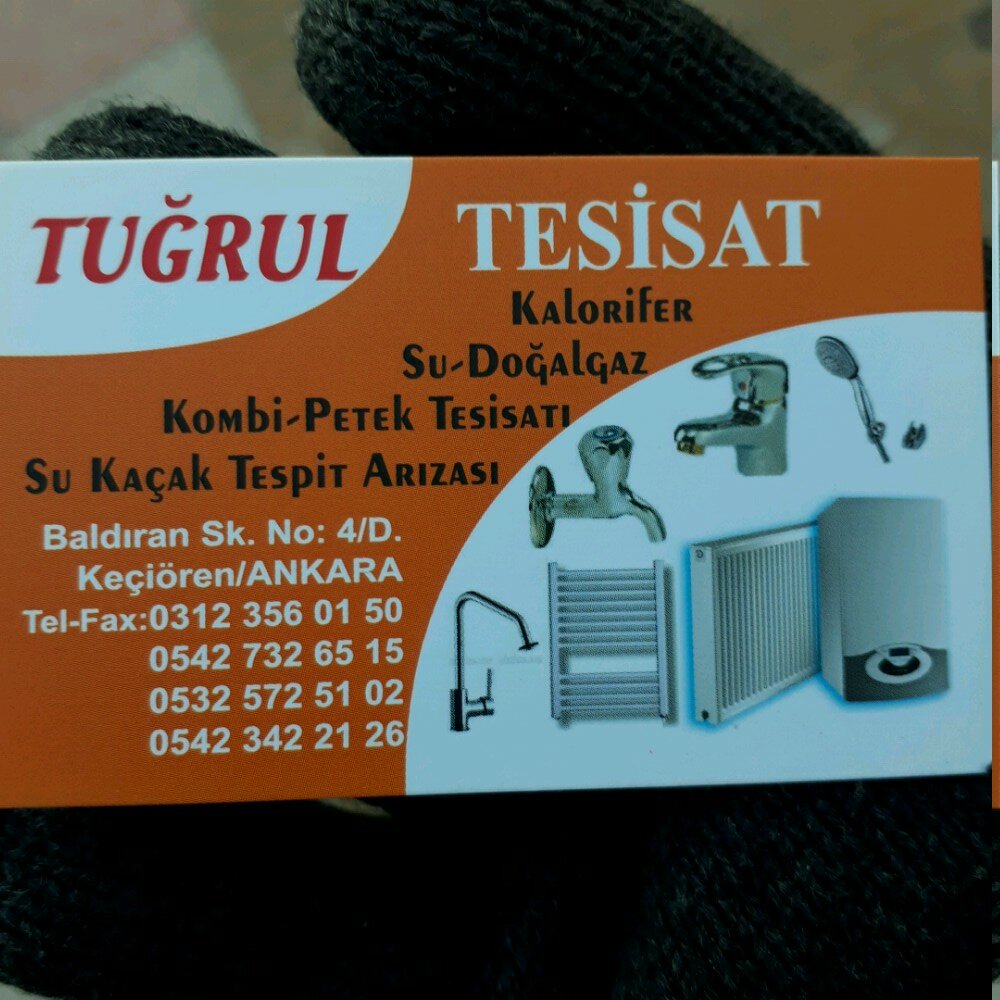 TUĞRUL TESİSAT
Kalorifer
Su-Doğalgaz
Kombi-Petek Tesisatı
Su Kaçak Tespit Arızası
Baldıran Sk. No: 4/D.
Keçiören/ANKARA
Tel-Fax:0312 356 01 50
0542 732 65 15
0532 572 51 02
0542 342 21 26